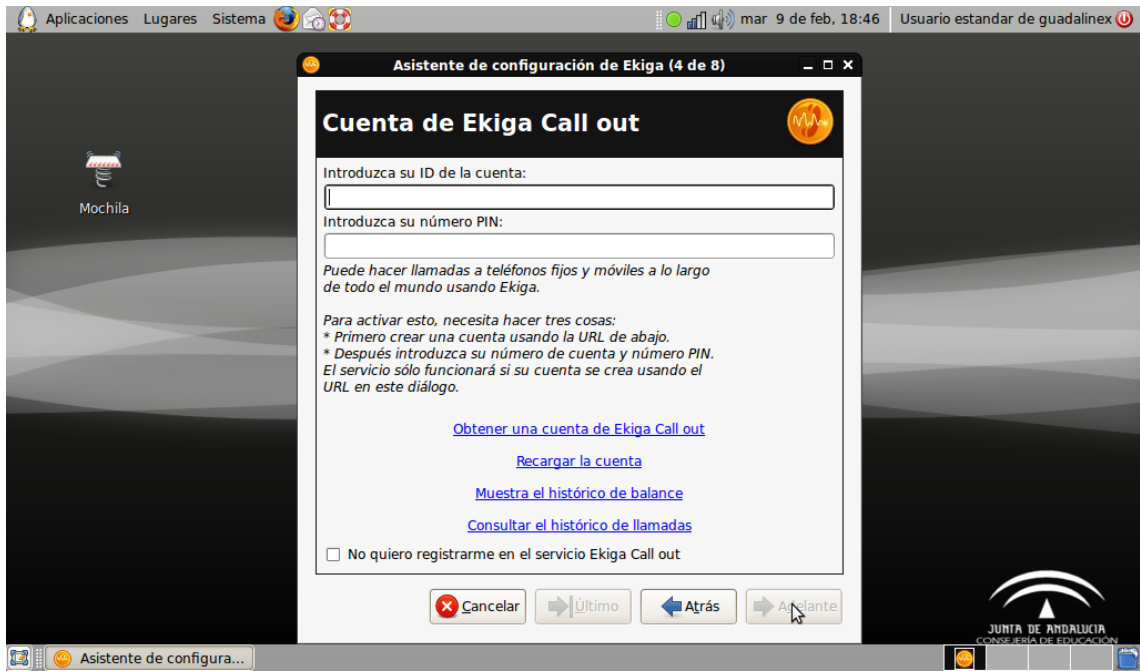 Aplicaciones Lugares Sistema mar 9 de feb, 18:46 Usuario estandar de guadalinex
Asistente de configuración de Ekiga (4 de 8)
Cuenta de Ekiga Call out
Mochila
Introduzca su ID de la cuenta:
Introduzca su número PIN:
Puede hacer llamadas a teléfonos fijos y móviles a lo largo
de todo el mundo usando Ekiga.
Para activar esto, necesita hacer tres cosas:
* Primero crear una cuenta usando la URL de abajo.
* Después introduzca su número de cuenta y número PIN.
El servicio sólo funcionará si su cuenta se crea usando el
URL en este diálogo.
Obtener una cuenta de Ekiga Call out
Recargar la cuenta
Muestra el histórico de balance
Consultar el histórico de llamadas
No quiero registrarme en el servicio Ekiga Call out
Cancelar Último Atrás Adelante
JUNTA DE ANDALUCIA
CONSEJERÍA DE EDUCACIÓN
Asistente de configura...